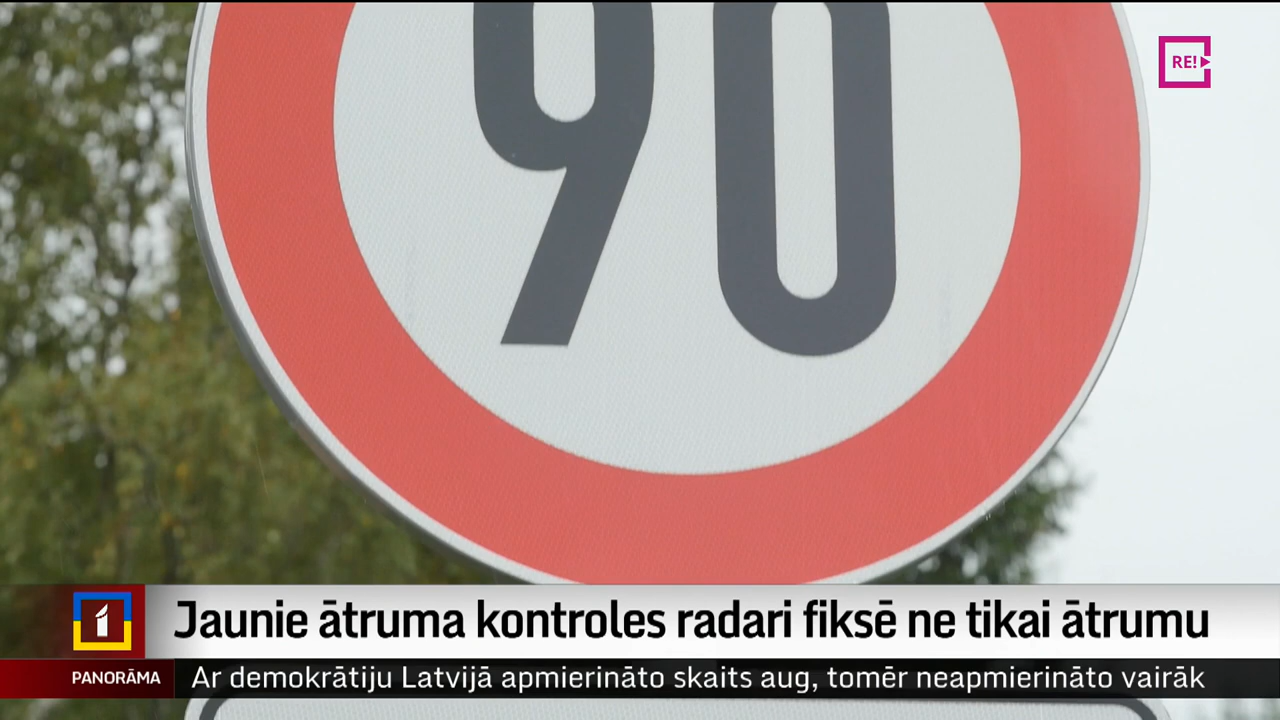 90
RE!
Jaunie ātruma kontroles radari fiksē ne tikai ātrumu
1
PANORĀMA
Ar demokrātiju Latvijā apmierināto skaits aug, tomēr neapmierināto vairāk